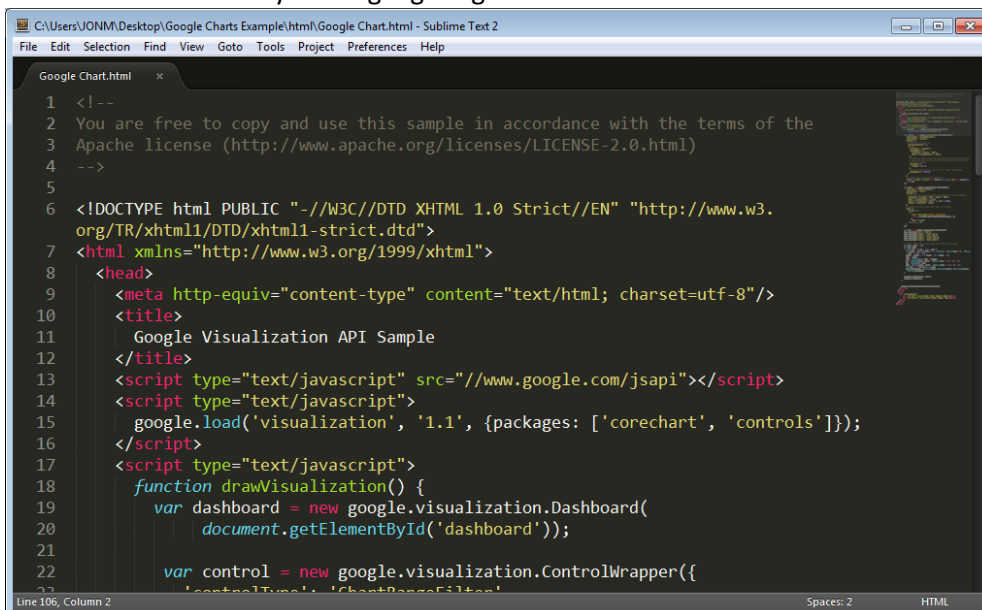 C:\Users\JONM\Desktop\Google Charts Example\html\Google Chart.html - Sublime Text 2
File Edit Selection Find View Goto Tools Project Preferences Help
Google Chart.html ×
1 <!--
2 You are free to copy and use this sample in accordance with the terms of the
3 Apache license (http://www.apache.org/licenses/LICENSE-2.0.html)
4 -->
5
6 <!DOCTYPE html PUBLIC "-//W3C//DTD XHTML 1.0 Strict//EN" "http://www.w3.
org/TR/xhtml1/DTD/xhtml1-strict.dtd">
7 <html xmlns="http://www.w3.org/1999/xhtml">
8 <head>
9 <meta http-equiv="content-type" content="text/html; charset=utf-8"/>
10 <title>
11 Google Visualization API Sample
12 </title>
13 <script type="text/javascript" src="//www.google.com/jsapi"></script>
14 <script type="text/javascript">
15 google.load('visualization', '1.1', {packages: ['corechart', 'controls']});
16 </script>
17 <script type="text/javascript">
18 function drawVisualization() {
19 var dashboard = new google.visualization.Dashboard(
20 document.getElementById('dashboard'));
21
22 var control = new google.visualization.ControlWrapper({
23 'controlType': 'ChartRangeFilter'
Line 106, Column 2 Spaces: 2 HTML